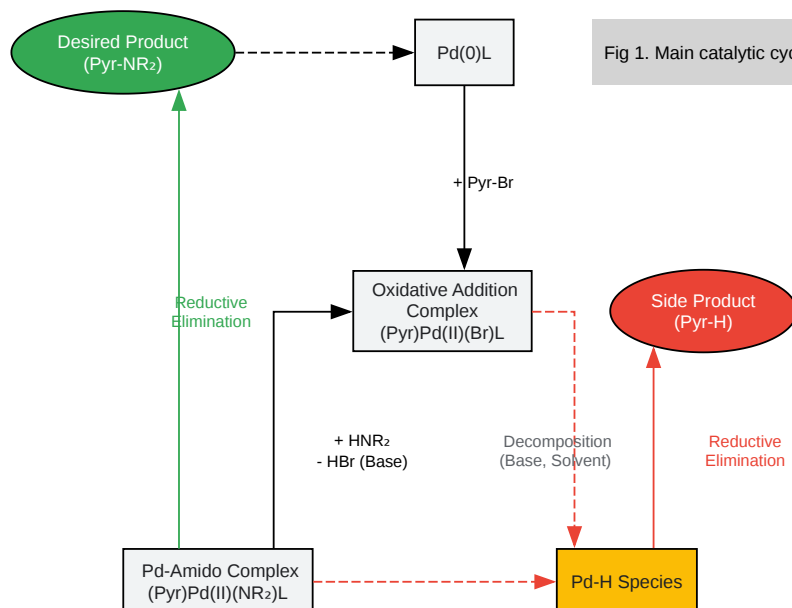 Desired Product
(Pyr-NR₂)
Pd(0)L
Fig 1. Main catalytic cyc
+ Pyr-Br
Oxidative Addition
Complex
(Pyr)Pd(II)(Br)L
Side Product
(Pyr-H)
Reductive
Elimination
+ HNR₂
- HBr (Base)
Decomposition
(Base, Solvent)
Reductive
Elimination
Pd-Amido Complex
(Pyr)Pd(II)(NR₂)L
Pd-H Species